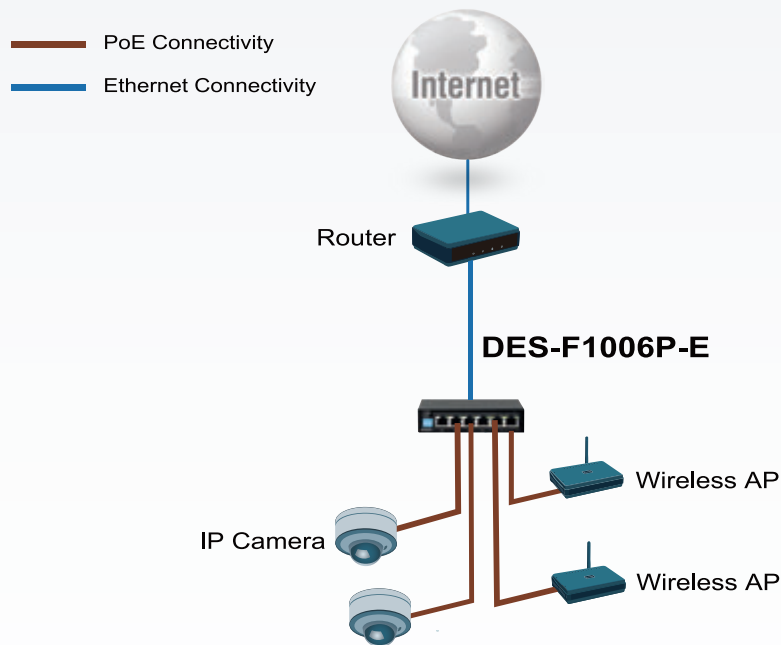 PoE Connectivity
Ethernet Connectivity
Internet
Router
DES-F1006P-E
Wireless AP
IP Camera
Wireless AP